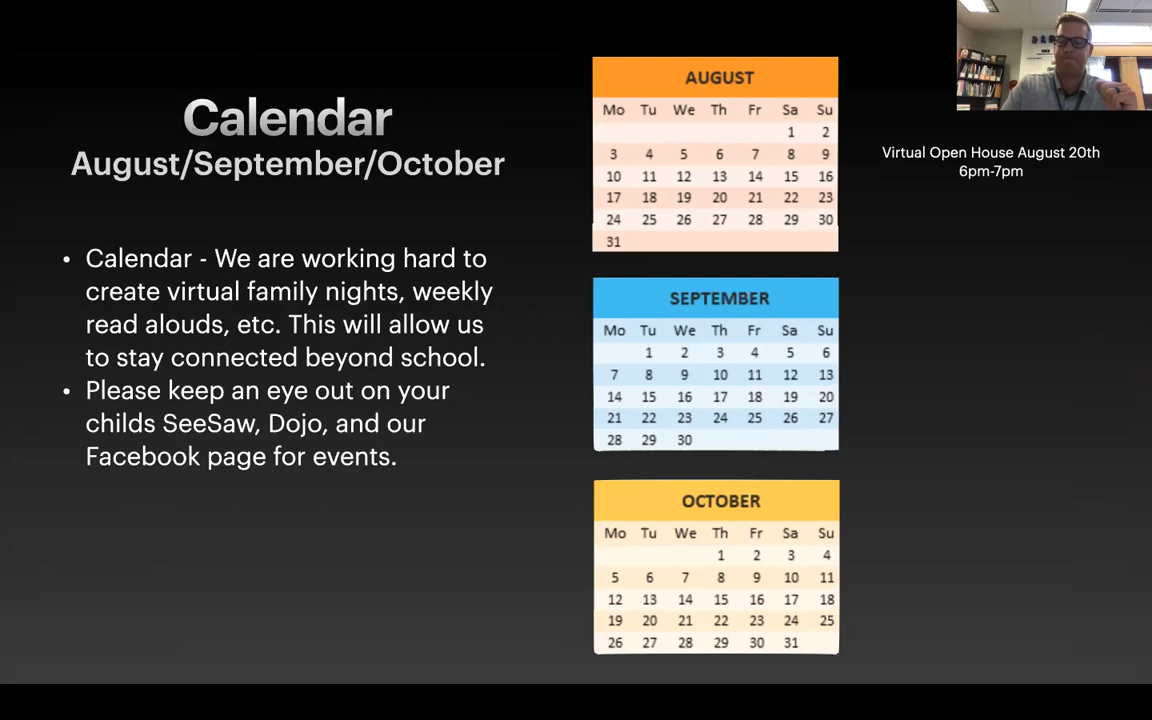 Calendar
August/September/October
• Calendar - We are working hard to
create virtual family nights, weekly
read alouds, etc. This will allow us
to stay connected beyond school.
• Please keep an eye out on your
childs SeeSaw, Dojo, and our
Facebook page for events.
AUGUST
Mo Tu We Th Fr Sa Su
1 2
3 4 5 6 7 8 9
10 11 12 13 14 15 16
17 18 19 20 21 22 23
24 25 26 27 28 29 30
31
SEPTEMBER
Mo Tu We Th Fr Sa Su
1 2 3 4 5 6
7 8 9 10 11 12 13
14 15 16 17 18 19 20
21 22 23 24 25 26 27
28 29 30
OCTOBER
Mo Tu We Th Fr Sa Su
1 2 3 4
5 6 7 8 9 10 11
12 13 14 15 16 17 18
19 20 21 22 23 24 25
26 27 28 29 30 31
Virtual Open House August 20th
6pm-7pm